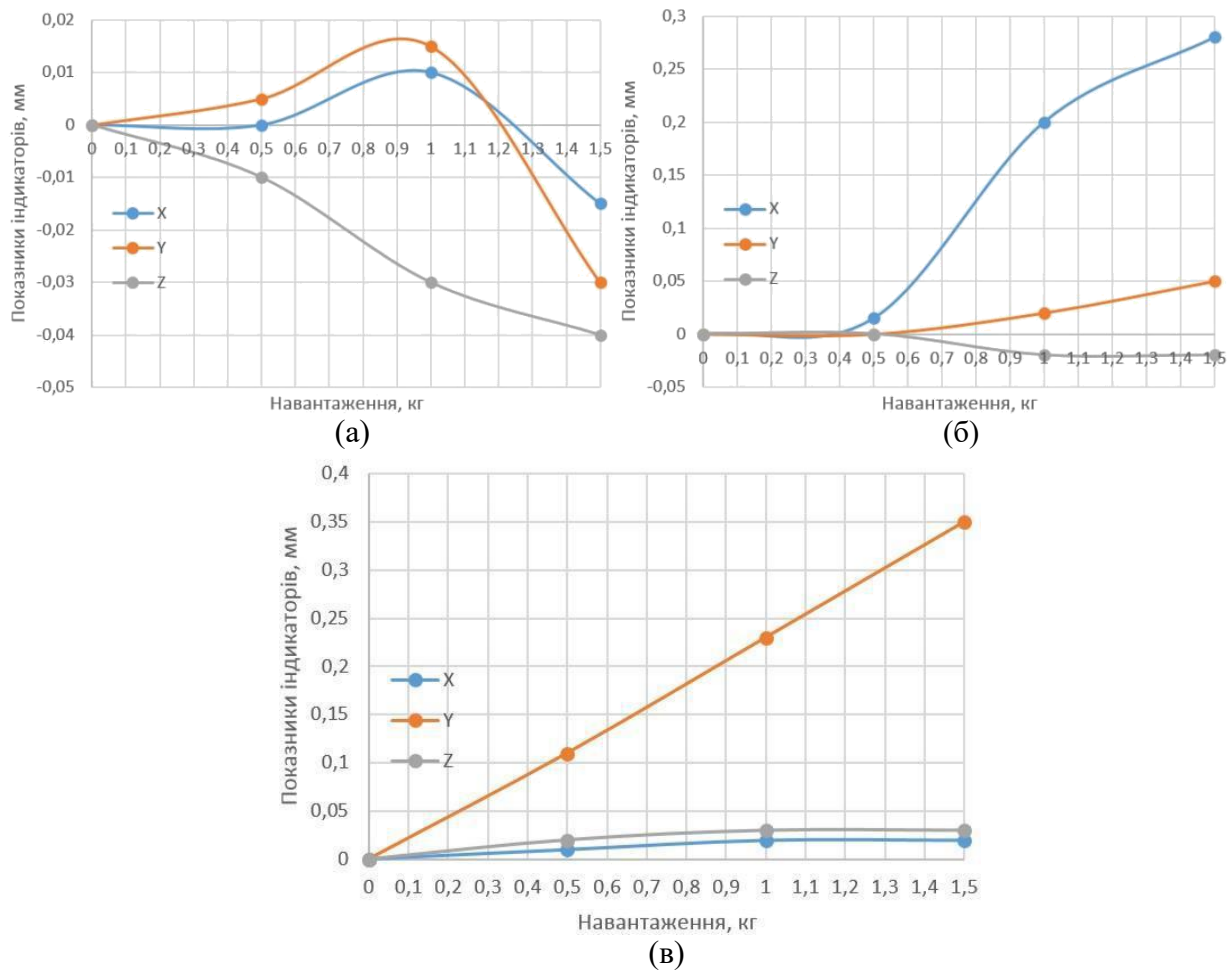 0,02
0,01
0
-0,01
-0,02
-0,03
-0,04
-0,05
0 0,1 0,2 0,3 0,4 0,5 0,6 0,7 0,8 0,9 1 1,1 1,2 1,3 1,4 1,5
Показники індикаторів, мм
X
Y
Z
Навантаження, кг
(а)
0,3
0,25
0,2
0,15
0,1
0,05
0
-0,05
0 0,1 0,2 0,3 0,4 0,5 0,6 0,7 0,8 0,9 1 1,1 1,2 1,3 1,4 1,5
Показники індикаторів, мм
X
Y
Z
Навантаження, кг
(б)
0,4
0,35
0,3
0,25
0,2
0,15
0,1
0,05
0
0 0,1 0,2 0,3 0,4 0,5 0,6 0,7 0,8 0,9 1 1,1 1,2 1,3 1,4 1,5
Показники індикаторів, мм
X
Y
Z
Навантаження, кг
(в)